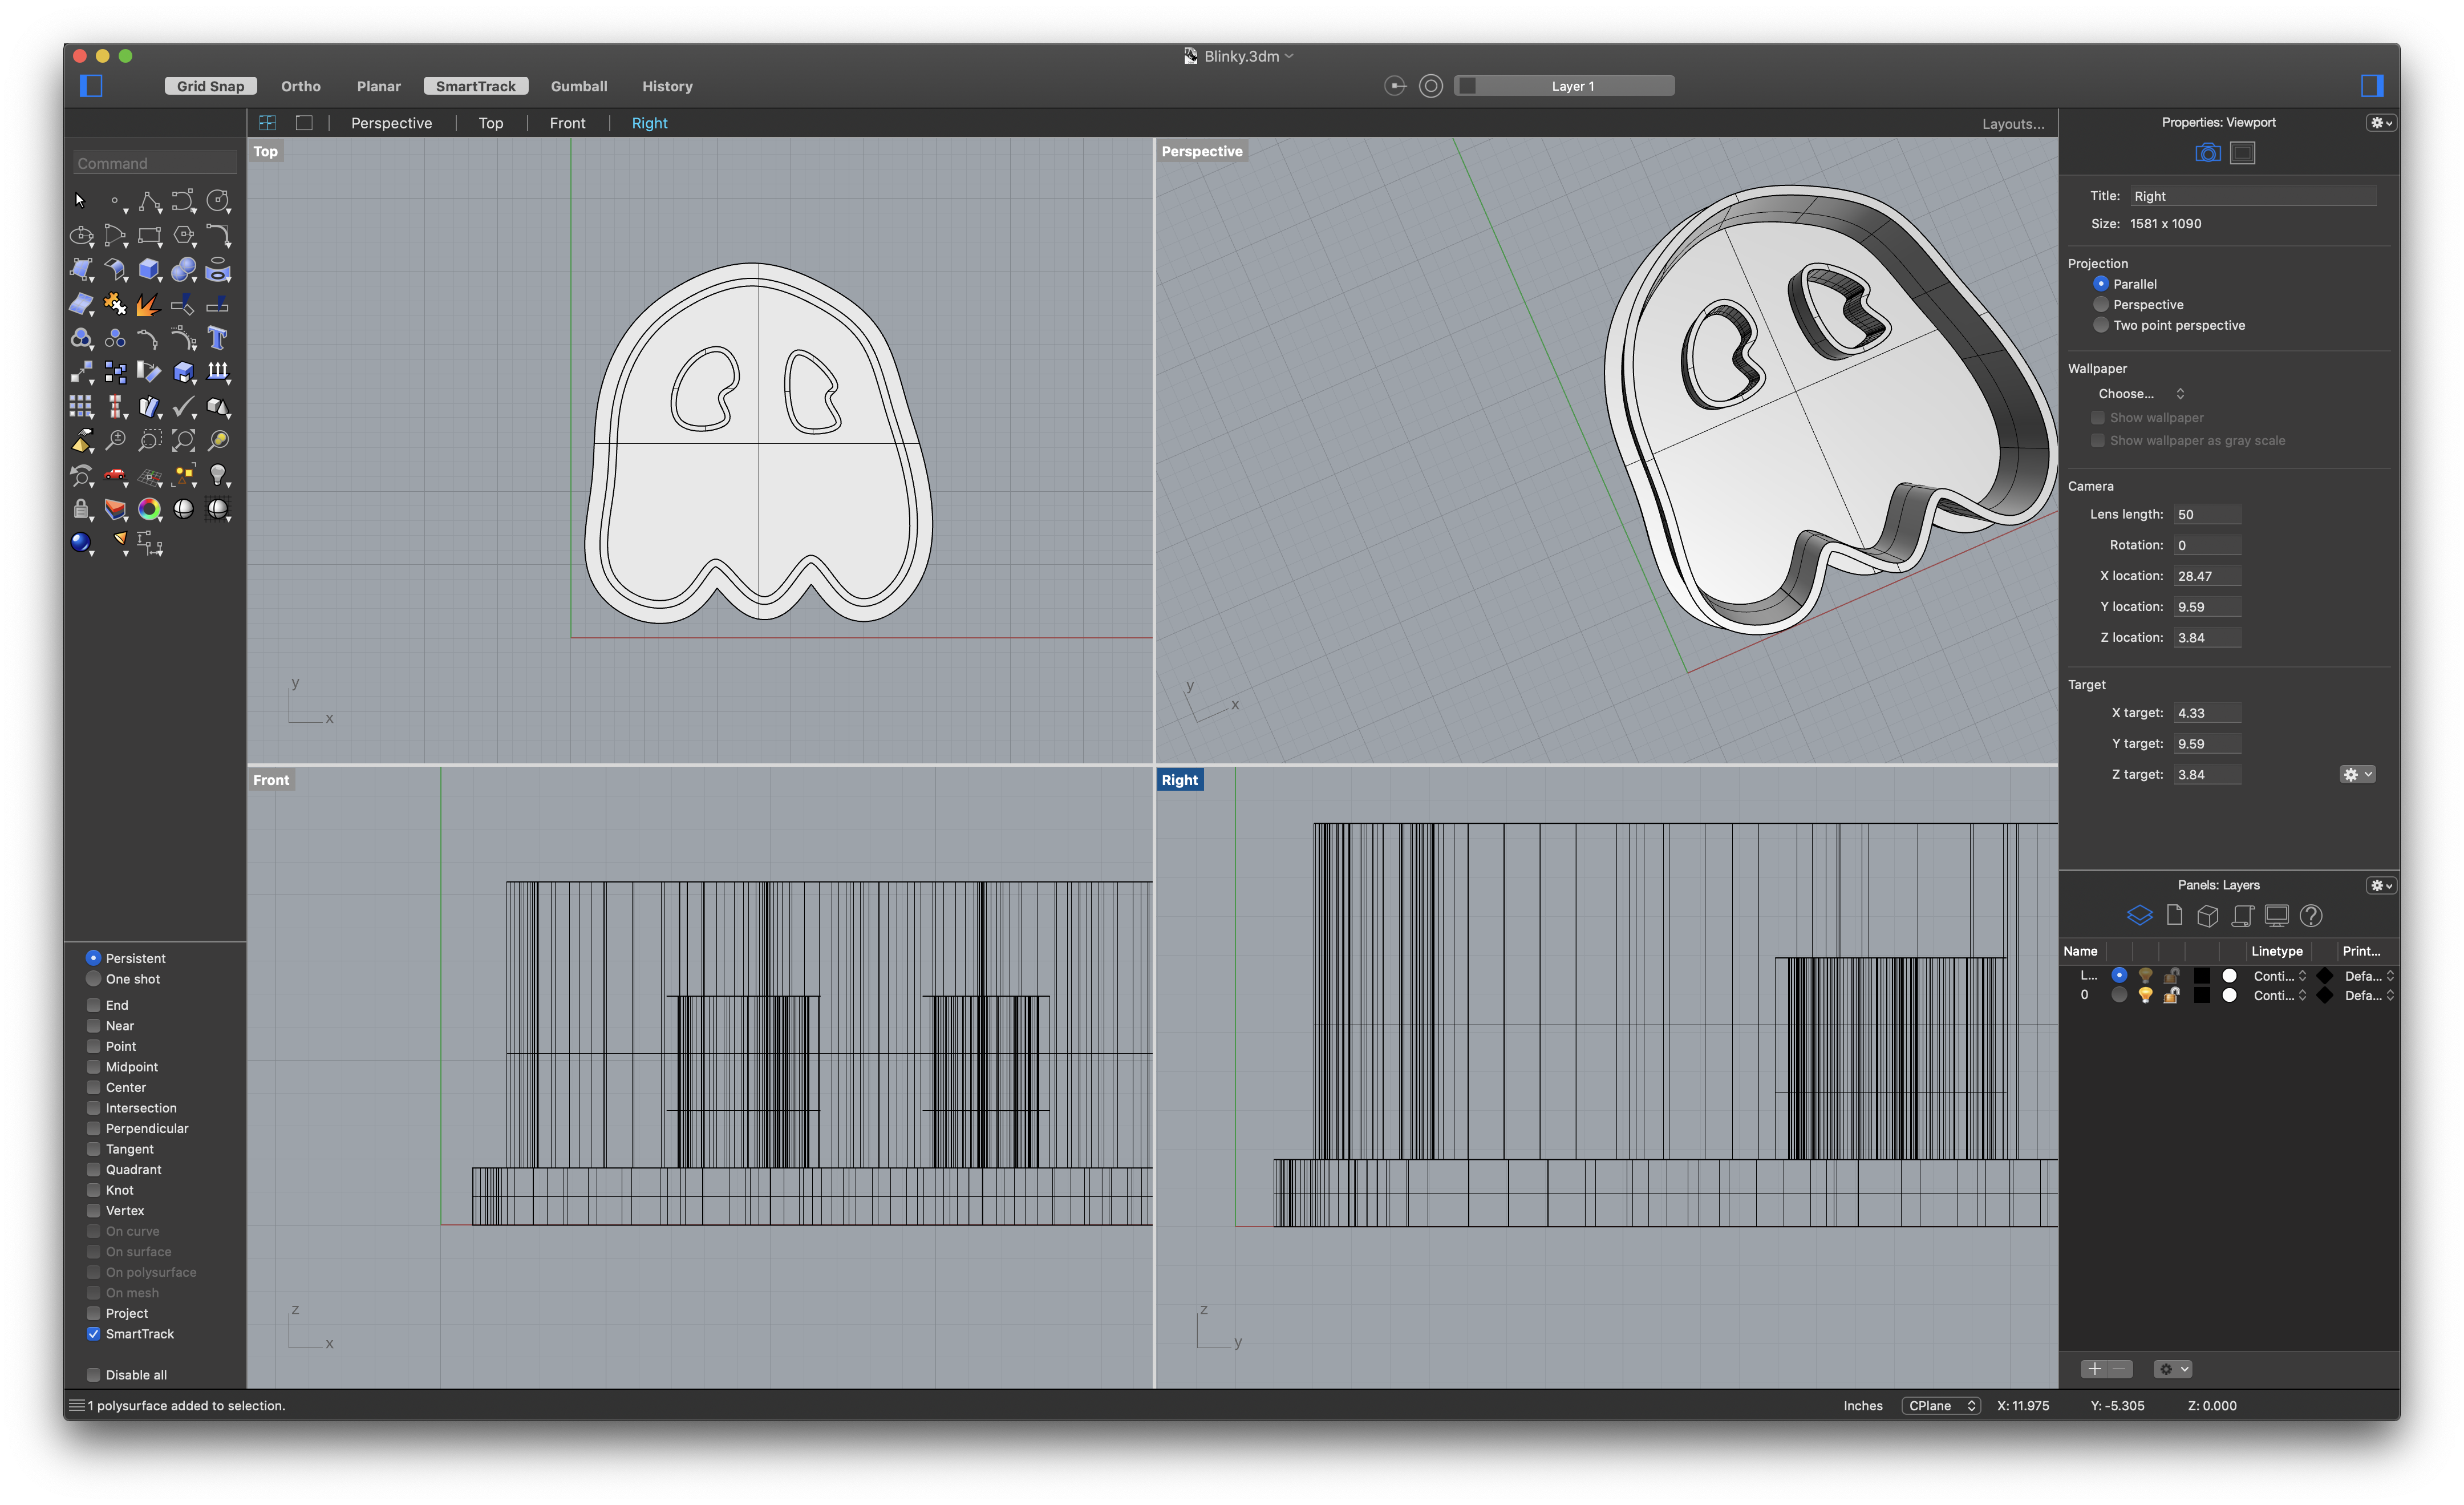 Blinky.3dm
Grid Snap Ortho Planar SmartTrack Gumball History
Layer 1
Perspective Top Front Right
Layouts...
Command
Top
y
x
Perspective
y
x
Front
z
x
Right
z
y
Persistent
One shot
End
Near
Point
Midpoint
Center
Intersection
Perpendicular
Tangent
Quadrant
Knot
Vertex
On curve
On surface
On polysurface
On mesh
Project
SmartTrack
Disable all
Properties: Viewport
Title: Right
Size: 1581 x 1090
Projection
Parallel
Perspective
Two point perspective
Wallpaper
Choose...
Show wallpaper
Show wallpaper as gray scale
Camera
Lens length: 50
Rotation: 0
X location: 28.47
Y location: 9.59
Z location: 3.84
Target
X target: 4.33
Y target: 9.59
Z target: 3.84
Panels: Layers
Name Linetype Print...
L... Conti... Defa...
0 Conti... Defa...
1 polysurface added to selection.
Inches CPlane X: 11.975 Y: -5.305 Z: 0.000